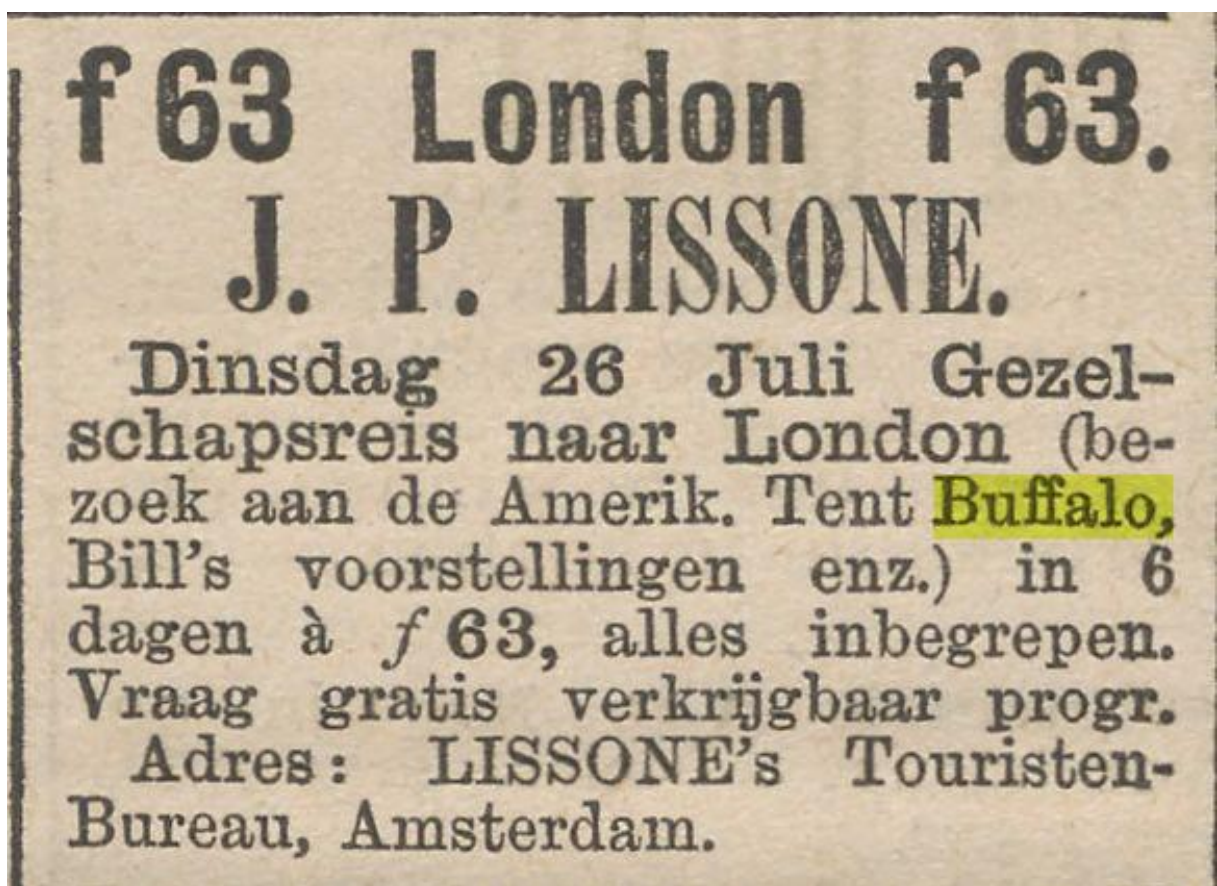 f 63 London f 63.
J. P. LISSONE.
Dinsdag 26 Juli Gezel-
schapsreis naar London (be-
zoek aan de Amerik. Tent Buffalo,
Bill's voorstellingen enz.) in 6
dagen à f 63, alles inbegrepen.
Vraag gratis verkrijgbaar progr.
Adres: LISSONE's Touristen-
Bureau, Amsterdam.